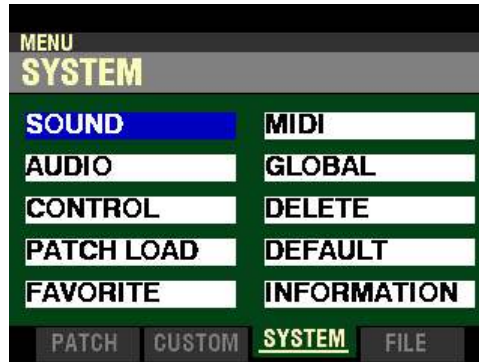 MENU
SYSTEM
SOUND
MIDI
AUDIO
GLOBAL
CONTROL
DELETE
PATCH LOAD
DEFAULT
FAVORITE
INFORMATION
PATCH CUSTOM SYSTEM FILE